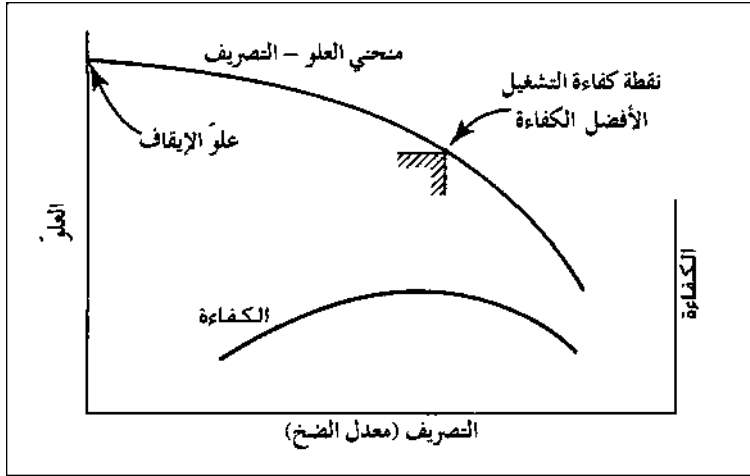 منحني العلو – التصريف
نقطة كفاءة التشغيل
الأفضل الكفاءة
علوّ الإيقاف
العلوّ
الكفاءة
الكفاءة
التصريف (معدل الضخ)